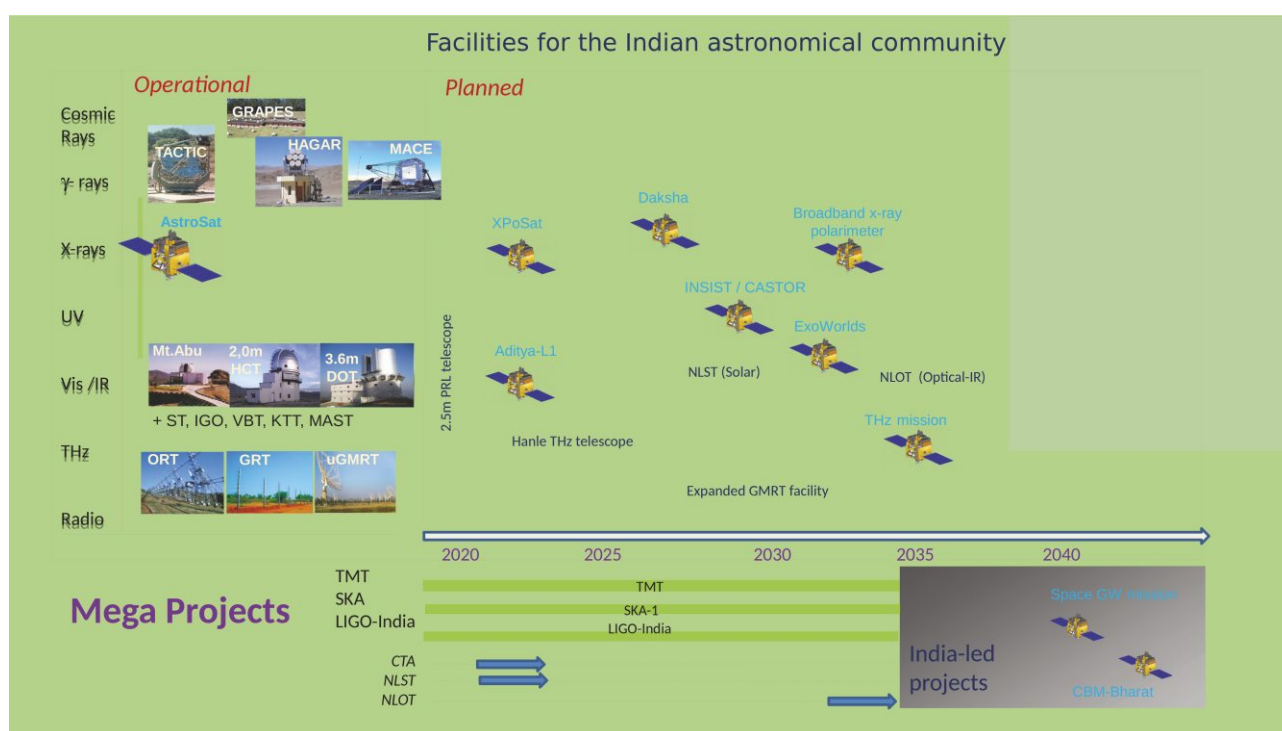 Facilities for the Indian astronomical community
Operational
Planned
Cosmic
Rays
γ- rays
X-rays
UV
Vis /IR
THz
Radio
GRAPES
TACTIC
HAGAR
MACE
AstroSat
Mt.Abu
2,0m
HCT
3.6m
DOT
+ ST, IGO, VBT, KTT, MAST
ORT
GRT
uGMRT
2.5m PRL telescope
XPoSat
Daksha
Broadband x-ray
polarimeter
INSIST / CASTOR
ExoWorlds
Aditya-L1
NLST (Solar)
NLOT (Optical-IR)
THz mission
Hanle THz telescope
Expanded GMRT facility
2020 2025 2030 2035 2040
Mega Projects
TMT
SKA
LIGO-India
TMT
SKA-1
LIGO-India
CTA
NLST
NLOT
India-led
projects
Space GW mission
CBM-Bharat